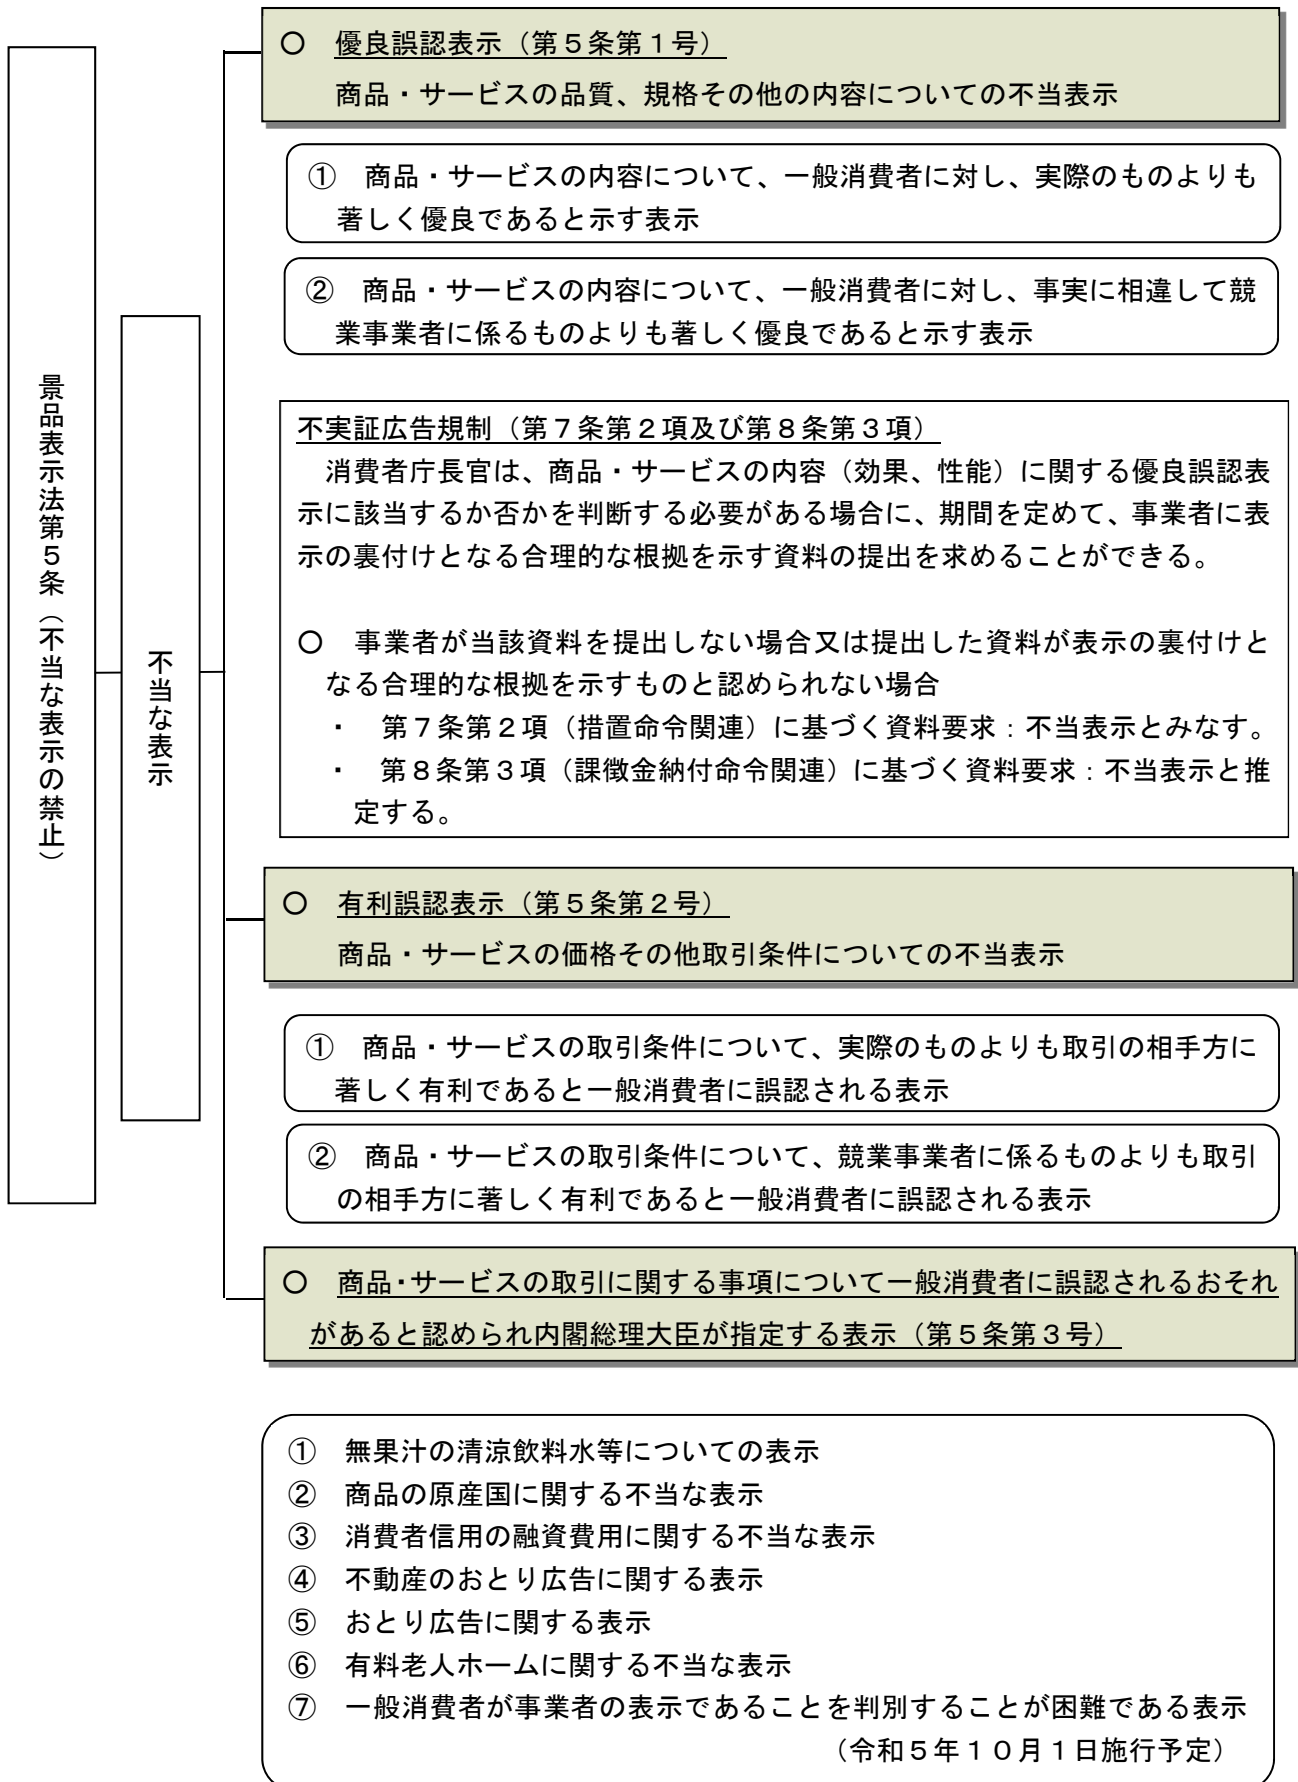 景品表示法第５条（不当な表示の禁止）
不当な表示
○　優良誤認表示（第５条第１号）
商品・サービスの品質、規格その他の内容についての不当表示
①　商品・サービスの内容について、一般消費者に対し、実際のものよりも
著しく優良であると示す表示
②　商品・サービスの内容について、一般消費者に対し、事実に相違して競
業事業者に係るものよりも著しく優良であると示す表示
不実証広告規制（第７条第２項及び第８条第３項）
消費者庁長官は、商品・サービスの内容（効果、性能）に関する優良誤認表
示に該当するか否かを判断する必要がある場合に、期間を定めて、事業者に表
示の裏付けとなる合理的な根拠を示す資料の提出を求めることができる。
○　事業者が当該資料を提出しない場合又は提出した資料が表示の裏付けと
なる合理的な根拠を示すものと認められない場合
・　第７条第２項（措置命令関連）に基づく資料要求：不当表示とみなす。
・　第８条第３項（課徴金納付命令関連）に基づく資料要求：不当表示と推
定する。
○　有利誤認表示（第５条第２号）
商品・サービスの価格その他取引条件についての不当表示
①　商品・サービスの取引条件について、実際のものよりも取引の相手方に
著しく有利であると一般消費者に誤認される表示
②　商品・サービスの取引条件について、競業事業者に係るものよりも取引
の相手方に著しく有利であると一般消費者に誤認される表示
○　商品・サービスの取引に関する事項について一般消費者に誤認されるおそれ
があると認められ内閣総理大臣が指定する表示（第５条第３号）
①　無果汁の清涼飲料水等についての表示
②　商品の原産国に関する不当な表示
③　消費者信用の融資費用に関する不当な表示
④　不動産のおとり広告に関する表示
⑤　おとり広告に関する表示
⑥　有料老人ホームに関する不当な表示
⑦　一般消費者が事業者の表示であることを判別することが困難である表示
（令和５年１０月１日施行予定）